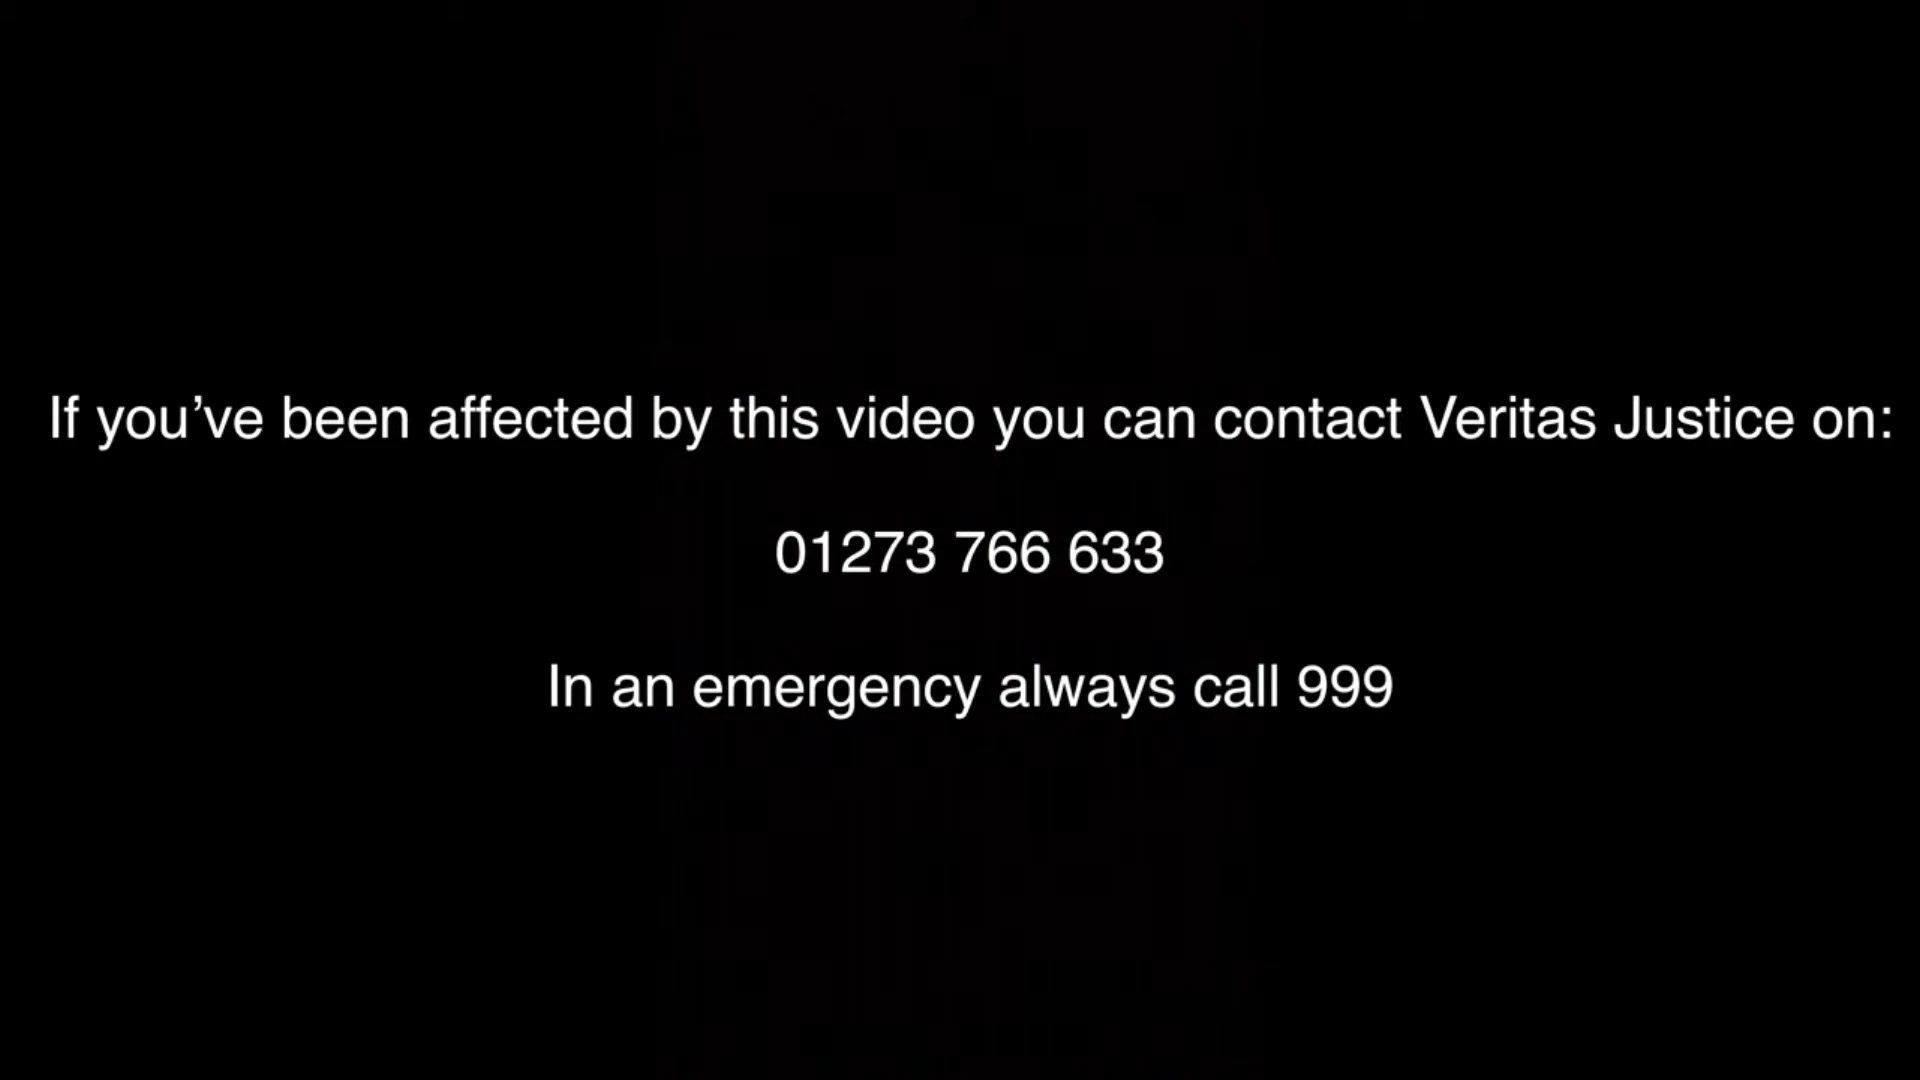 If you’ve been affected by this video you can contact Veritas Justice on:
01273 766 633
In an emergency always call 999